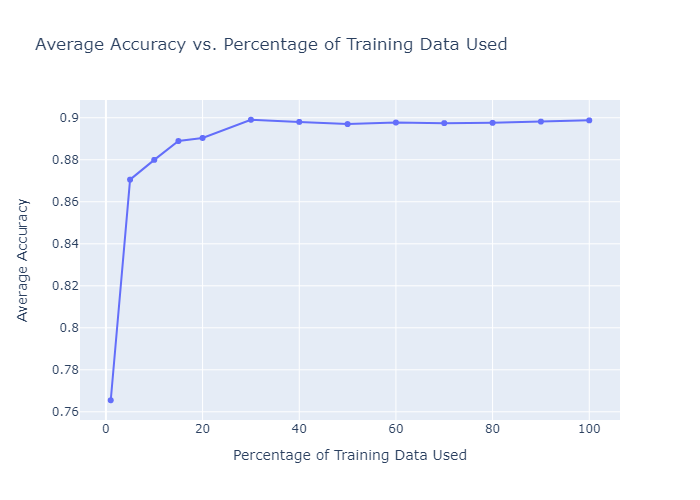 Average Accuracy vs. Percentage of Training Data Used
Average Accuracy
0.9
0.88
0.86
0.84
0.82
0.8
0.78
0.76
0 20 40 60 80 100
Percentage of Training Data Used